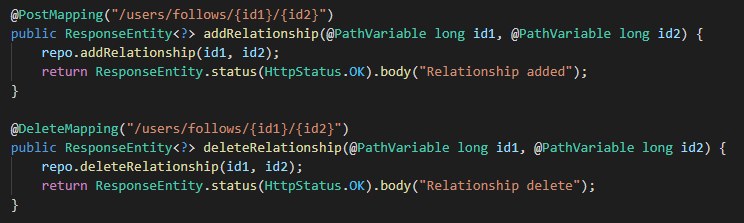 @PostMapping("/users/follows/{id1}/{id2}")
public ResponseEntity<?> addRelationship(@PathVariable long id1, @PathVariable long id2) {
    repo.addRelationship(id1, id2);
    return ResponseEntity.status(HttpStatus.OK).body("Relationship added");
}
@DeleteMapping("/users/follows/{id1}/{id2}")
public ResponseEntity<?> deleteRelationship(@PathVariable long id1, @PathVariable long id2) {
    repo.deleteRelationship(id1, id2);
    return ResponseEntity.status(HttpStatus.OK).body("Relationship delete");
}